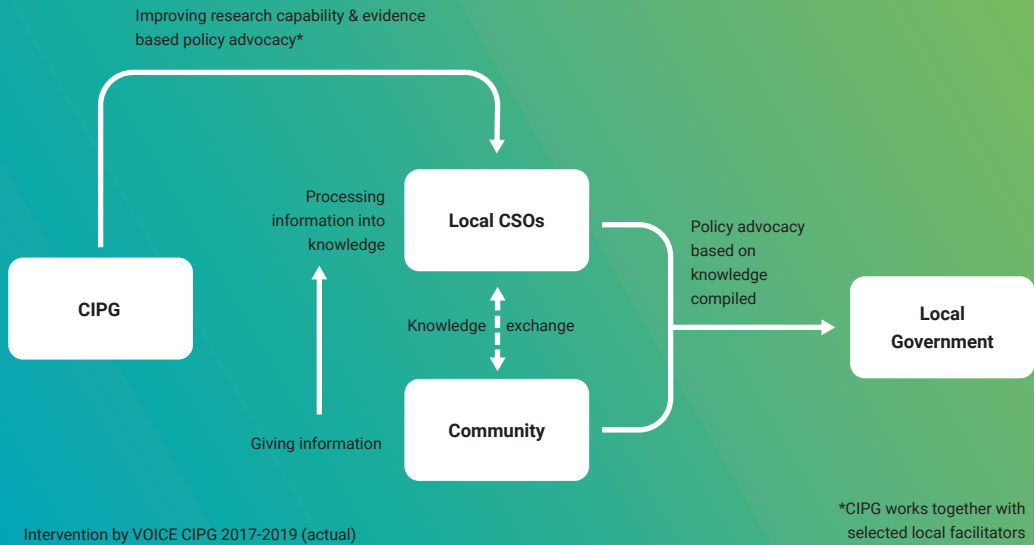 Improving research capability & evidence
based policy advocacy*
Processing
information into
knowledge
Local CSOs
Policy advocacy
based on
knowledge
compiled
CIPG
Local
Government
Knowledge exchange
Giving information
Community
*CIPG works together with
selected local facilitators
Intervention by VOICE CIPG 2017-2019 (actual)